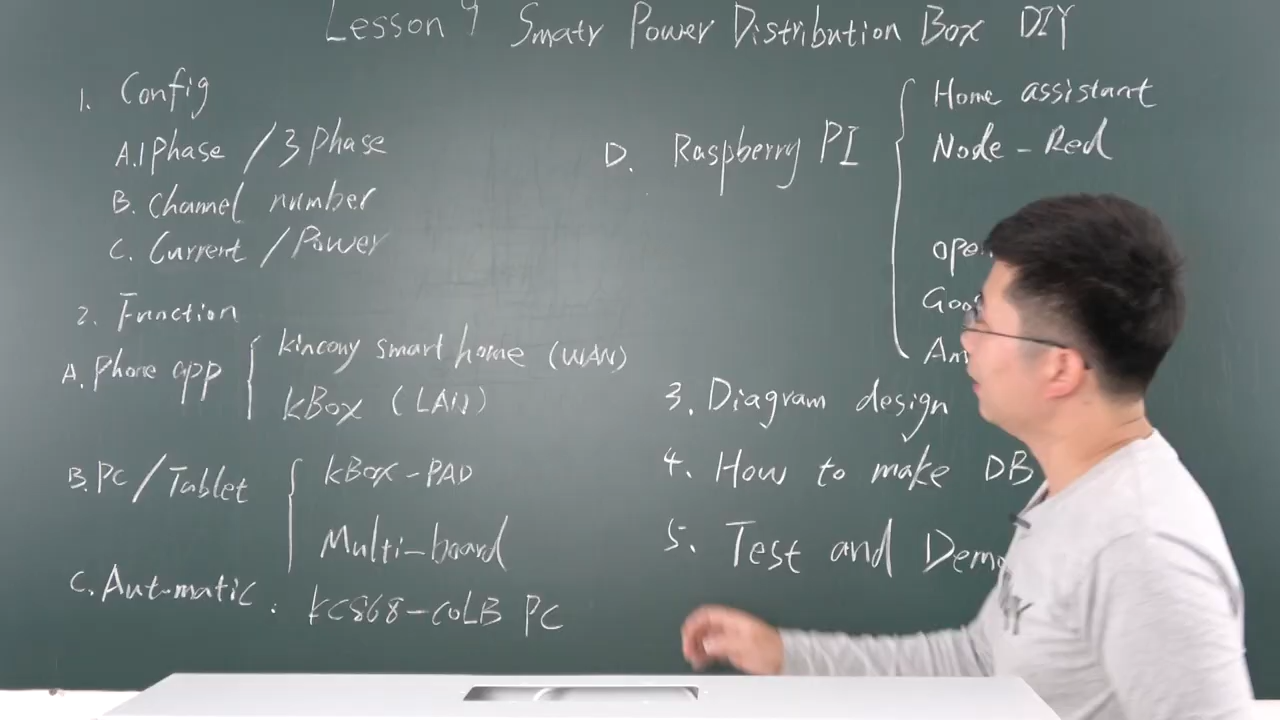 Lesson 9 Smatr Power Distribution Box DIY
1. Config
A. 1 Phase / 3 Phase
B. Channel number
C. Current / Power
2. Function
A. Phone app
kincony smart home (WAN)
kBox (LAN)
B. PC / Tablet
kBox-PAD
Multi-board
C. Automatic :
KC868-COLB PC
D. Raspberry PI
Home assistant
Node-Red
3. Diagram design
4. How to make DB
5. Test and Demo